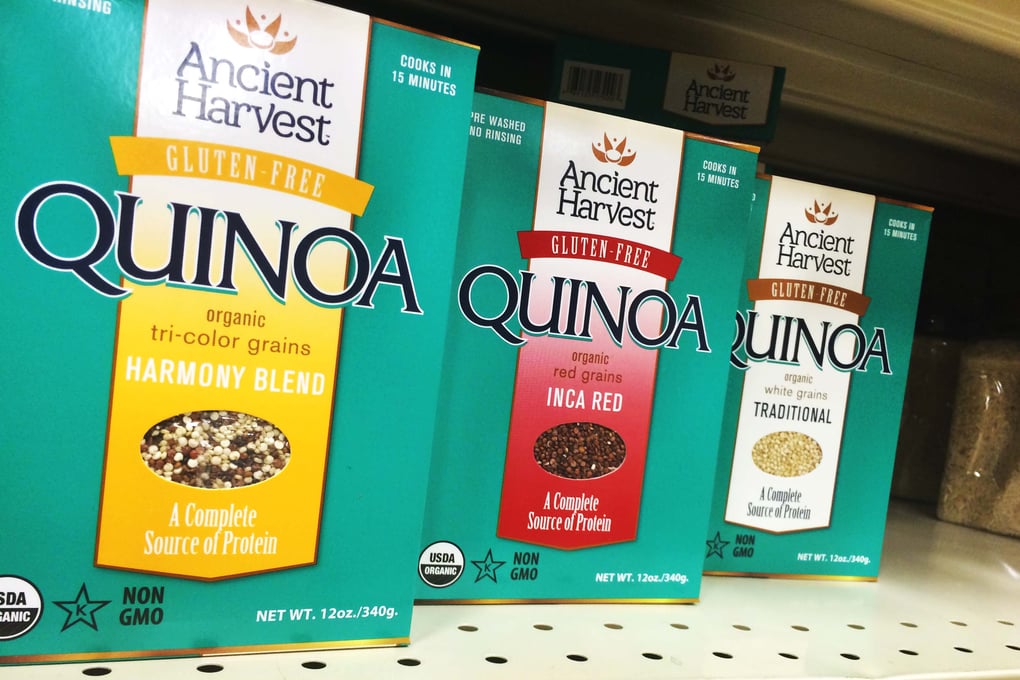 RINSING
COOKS IN
15 MINUTES
Ancient
Harvest
GLUTEN-FREE
QUINOA
organic
tri-color grains
HARMONY BLEND
A Complete
Source of Protein
USDA
ORGANIC
K
NON
GMO
NET WT. 12oz./340g.
PRE WASHED
NO RINSING
COOKS IN
15 MINUTES
Ancient
Harvest
GLUTEN-FREE
QUINOA
organic
red grains
INCA RED
A Complete
Source of Protein
USDA
ORGANIC
K
NON
GMO
NET WT. 12oz./340g.
Ancient
Harvest
COOKS IN
15 MINUTES
Ancient
Harvest
GLUTEN FREE
QUINOA
organic
white grains
TRADITIONAL
A Complete
Source of Protein
K
NON
GMO
NET WT. 12oz./340g.